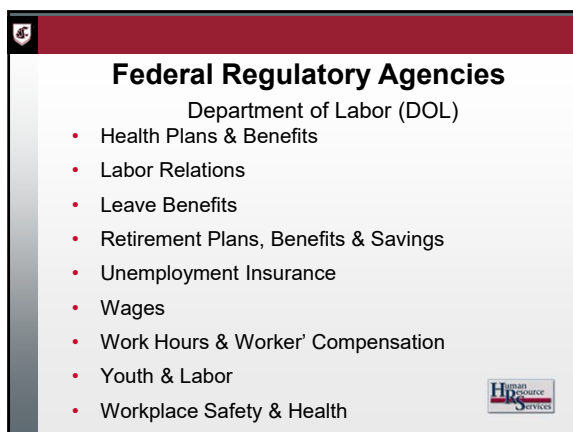 Federal Regulatory Agencies
Department of Labor (DOL)
• Health Plans & Benefits
• Labor Relations
• Leave Benefits
• Retirement Plans, Benefits & Savings
• Unemployment Insurance
• Wages
• Work Hours & Worker’ Compensation
• Youth & Labor
• Workplace Safety & Health
Human
Resource
Services